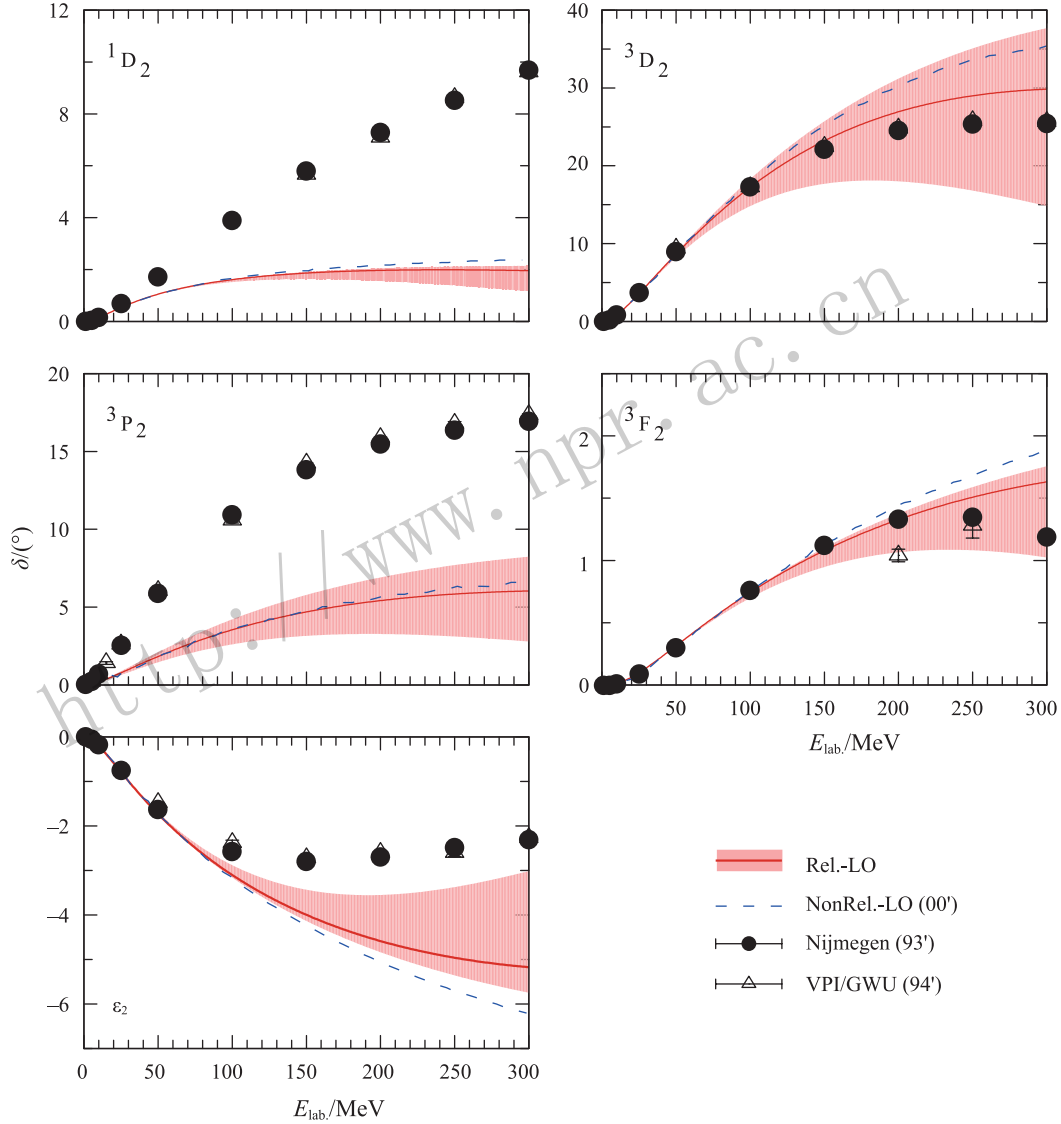 12
8
4
0
¹D₂
40
30
20
10
0
³D₂
20
15
10
5
0
³P₂
δ/(°)
2
1
0
³F₂
50 100 150 200 250 300
E_lab./MeV
0
−2
−4
−6
ε₂
0 50 100 150 200 250 300
E_lab./MeV
Rel.-LO
NonRel.-LO (00')
Nijmegen (93')
VPI/GWU (94')
http://www.npr.ac.cn